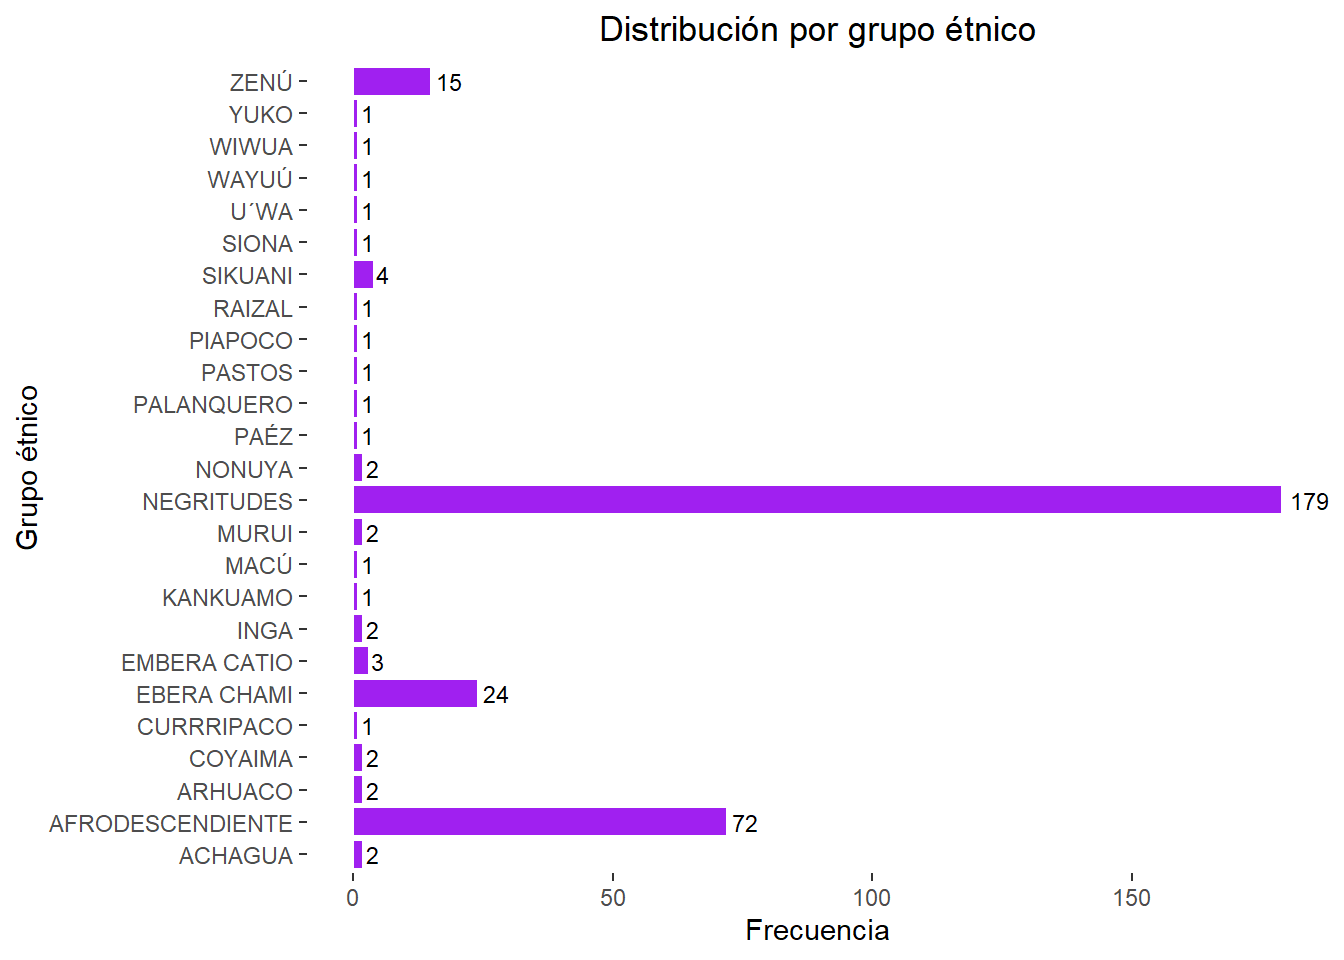 Distribución por grupo étnico
Grupo étnico
ZENÚ 15
YUKO 1
WIWUA 1
WAYUÚ 1
U´WA 1
SIONA 1
SIKUANI 4
RAIZAL 1
PIAPOCO 1
PASTOS 1
PALANQUERO 1
PAÉZ 1
NONUYA 2
NEGRITUDES 179
MURUI 2
MACÚ 1
KANKUAMO 1
INGA 2
EMBERA CATIO 3
EBERA CHAMI 24
CURRRIPACO 1
COYAIMA 2
ARHUACO 2
AFRODESCENDIENTE 72
ACHAGUA 2
0 50 100 150
Frecuencia